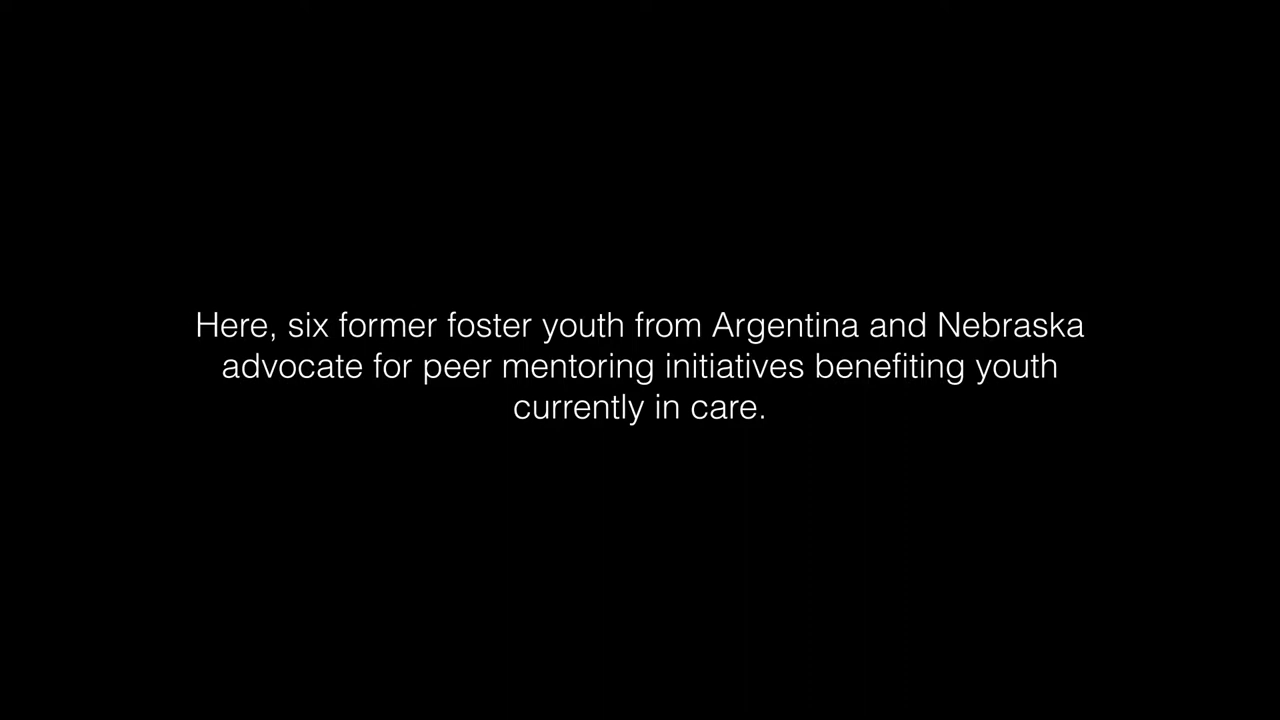 Here, six former foster youth from Argentina and Nebraska
advocate for peer mentoring initiatives benefiting youth
currently in care.